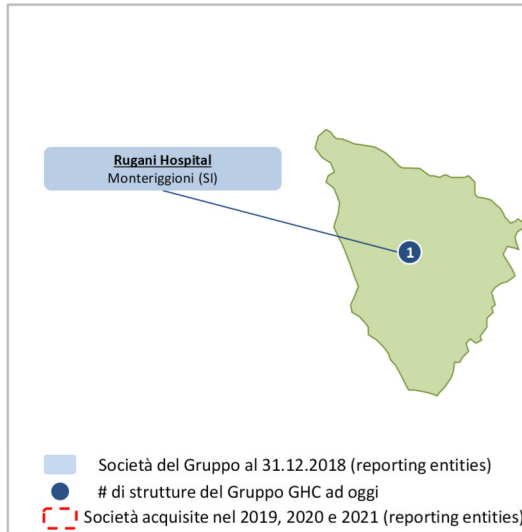 Rugani Hospital
Monteriggioni (SI)
1
Società del Gruppo al 31.12.2018 (reporting entities)
# di strutture del Gruppo GHC ad oggi
Società acquisite nel 2019, 2020 e 2021 (reporting entities)